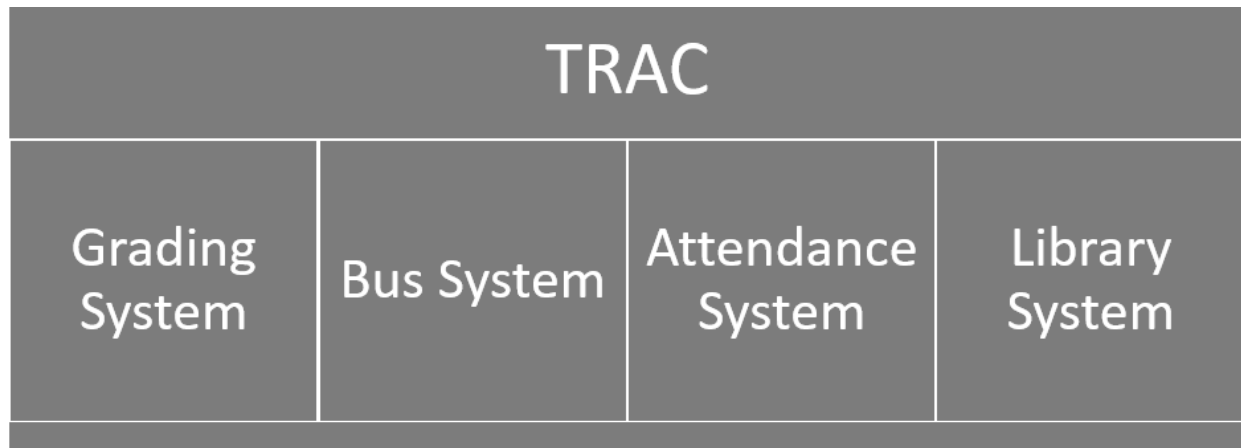 TRAC
Grading
System
Bus System
Attendance
System
Library
System